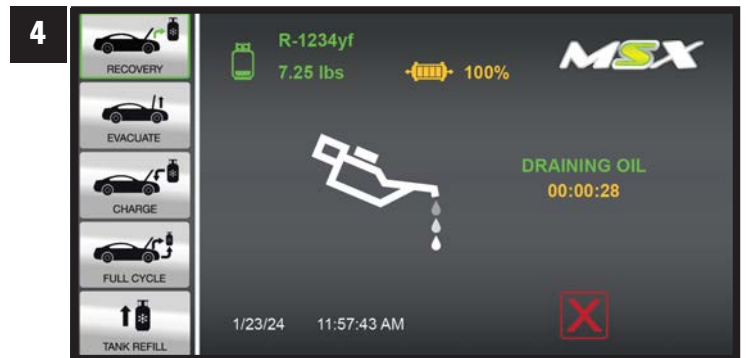 4
RECOVERY
EVACUATE
CHARGE
FULL CYCLE
TANK REFILL
R-1234yf
7.25 lbs
100%
MSX
DRAINING OIL
00:00:28
1/23/24 11:57:43 AM